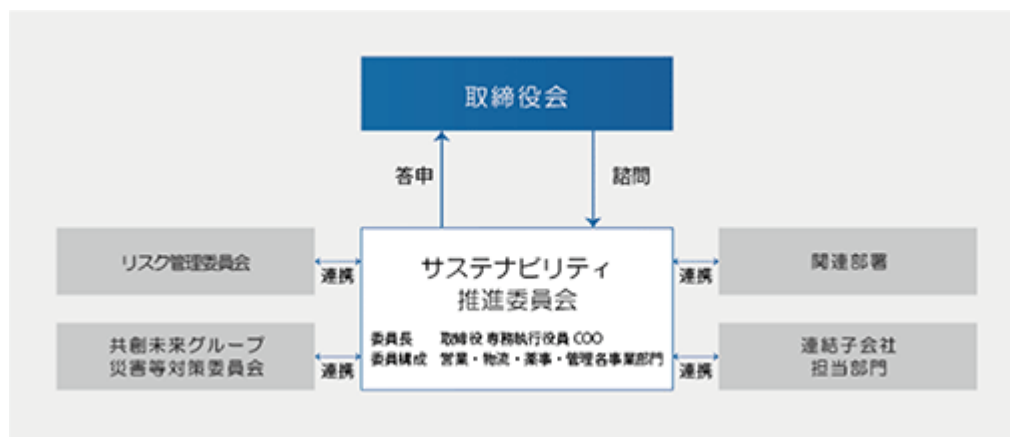 取締役会
答申
諮問
リスク管理委員会
連携
サステナビリティ
推進委員会
委員長 取締役 専務執行役員 COO
委員構成 営業・物流・薬事・管理各事業部門
連携
関連部署
共創未来グループ
災害等対策委員会
連携
連携
連結子会社
担当部門